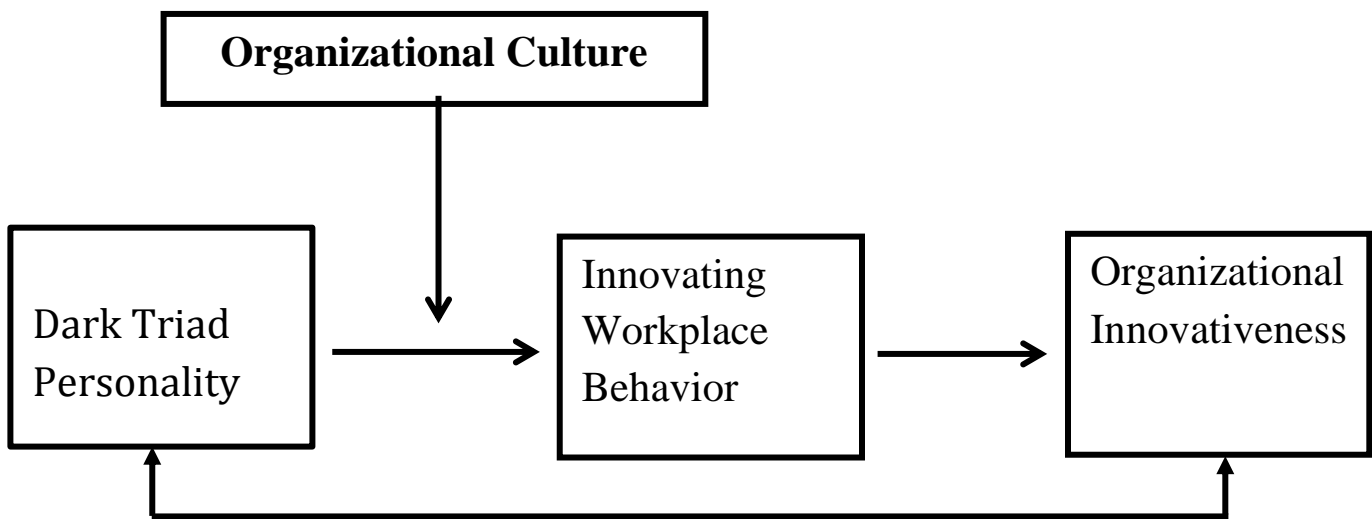 Organizational Culture
Dark Triad
Personality
Innovating
Workplace
Behavior
Organizational
Innovativeness